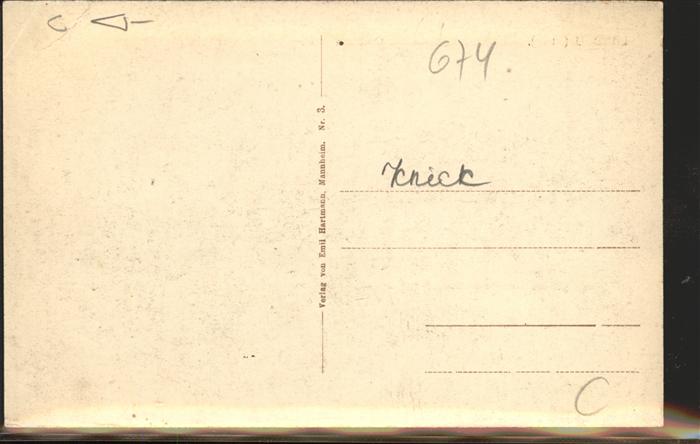 674
Knick
Verlag von Emil Hartmann, Mannheim. Nr. 3.
C